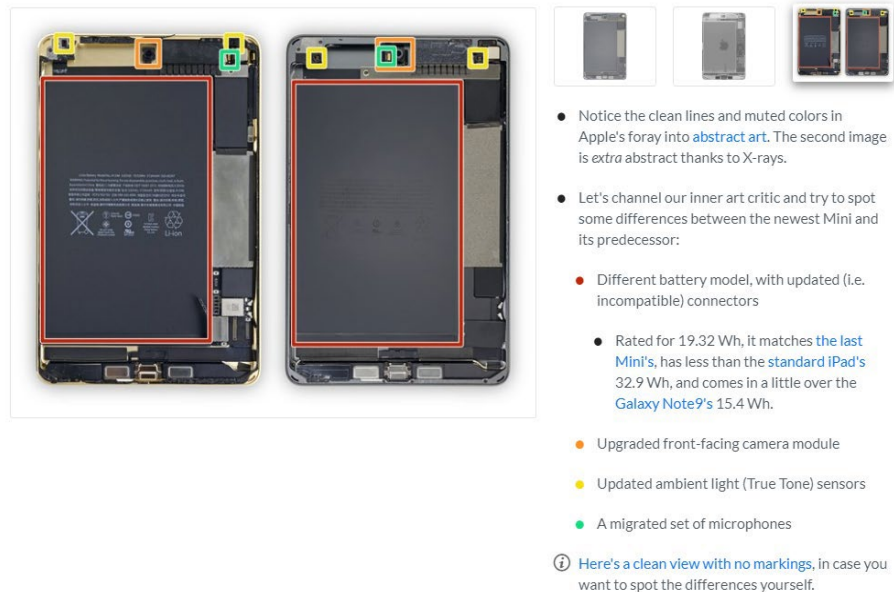 Li-ion
Notice the clean lines and muted colors in
Apple's foray into abstract art. The second image
is extra abstract thanks to X-rays.
Let's channel our inner art critic and try to spot
some differences between the newest Mini and
its predecessor:
Different battery model, with updated (i.e.
incompatible) connectors
Rated for 19.32 Wh, it matches the last
Mini's, has less than the standard iPad's
32.9 Wh, and comes in a little over the
Galaxy Note9's 15.4 Wh.
Upgraded front-facing camera module
Updated ambient light (True Tone) sensors
A migrated set of microphones
Here's a clean view with no markings, in case you
want to spot the differences yourself.